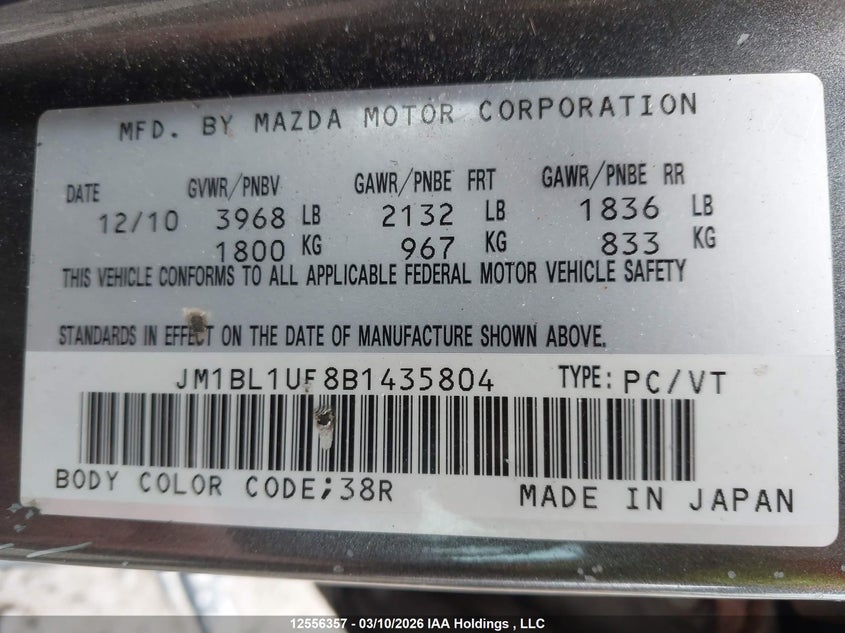 MFD. BY MAZDA MOTOR CORPORATION
DATE GVWR/PNBV GAWR/PNBE FRT GAWR/PNBE RR
12/10 3968 LB 2132 LB 1836 LB
1800 KG 967 KG 833 KG
THIS VEHICLE CONFORMS TO ALL APPLICABLE FEDERAL MOTOR VEHICLE SAFETY
STANDARDS IN EFFECT ON THE DATE OF MANUFACTURE SHOWN ABOVE.
JM1BL1UF8B1435804 TYPE: PC/VT
BODY COLOR CODE;38R MADE IN JAPAN
12556357 - 03/10/2026 IAA Holdings , LLC